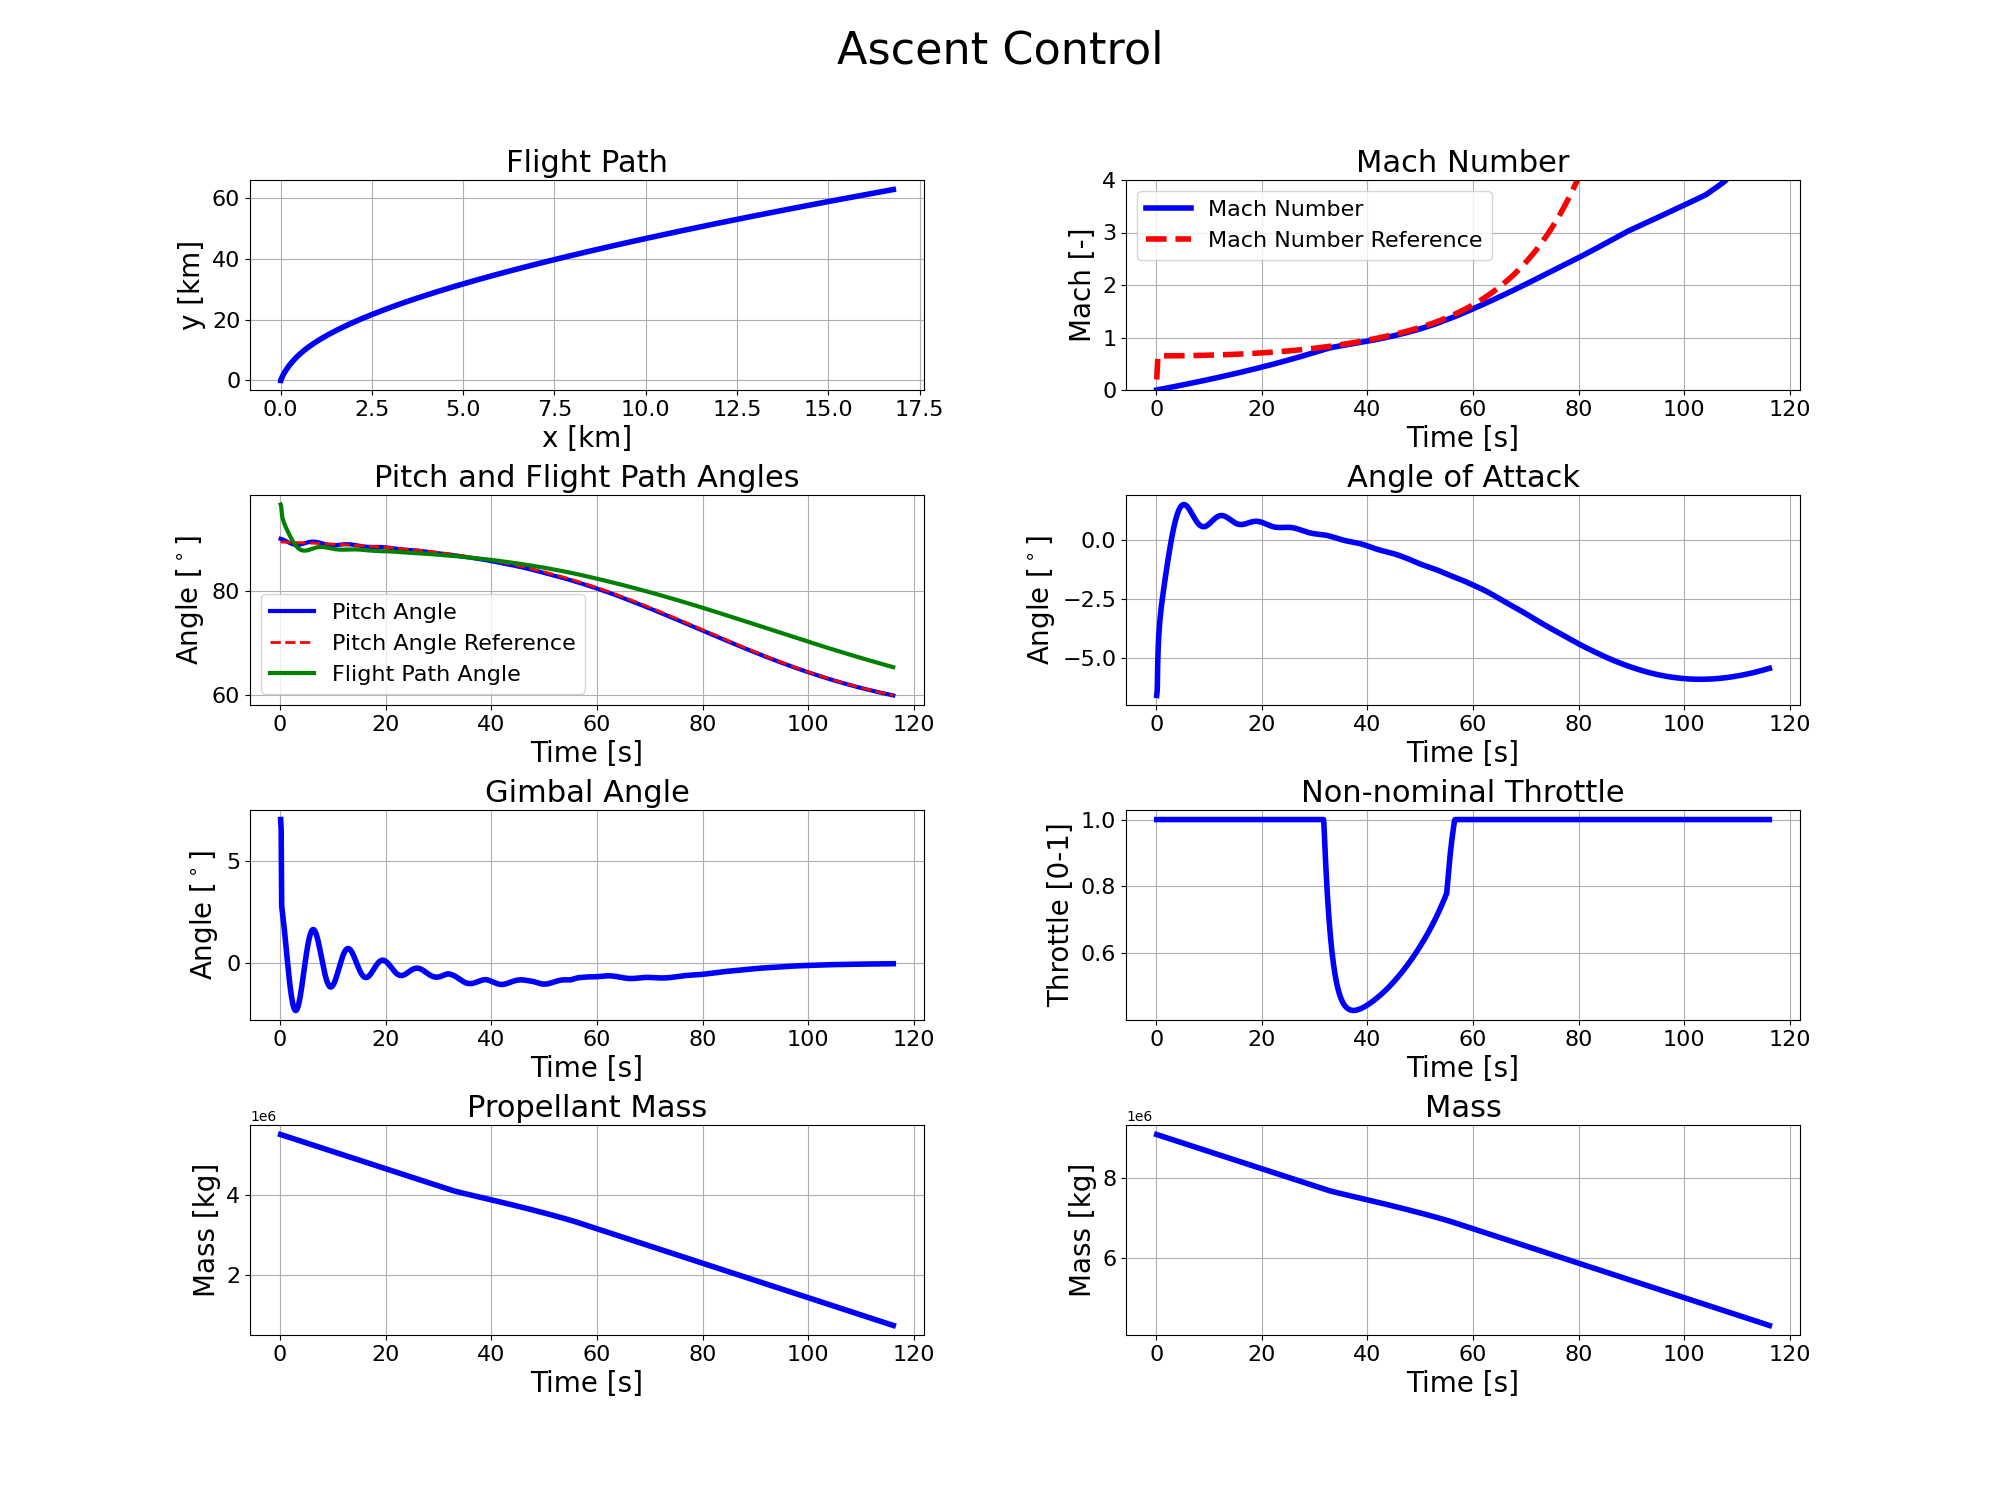 Ascent Control
Flight Path
60
40
20
0
y [km]
0.0 2.5 5.0 7.5 10.0 12.5 15.0 17.5
x [km]
Mach Number
4
3
2
1
0
Mach [-]
Mach Number
Mach Number Reference
0 20 40 60 80 100 120
Time [s]
Pitch and Flight Path Angles
80
60
Angle [°]
Pitch Angle
Pitch Angle Reference
Flight Path Angle
0 20 40 60 80 100 120
Time [s]
Angle of Attack
0.0
−2.5
−5.0
Angle [°]
0 20 40 60 80 100 120
Time [s]
Gimbal Angle
5
0
Angle [°]
0 20 40 60 80 100 120
Time [s]
Non-nominal Throttle
1.0
0.8
0.6
Throttle [0-1]
0 20 40 60 80 100 120
Time [s]
Propellant Mass
1e6
4
2
Mass [kg]
0 20 40 60 80 100 120
Time [s]
Mass
1e6
8
6
Mass [kg]
0 20 40 60 80 100 120
Time [s]